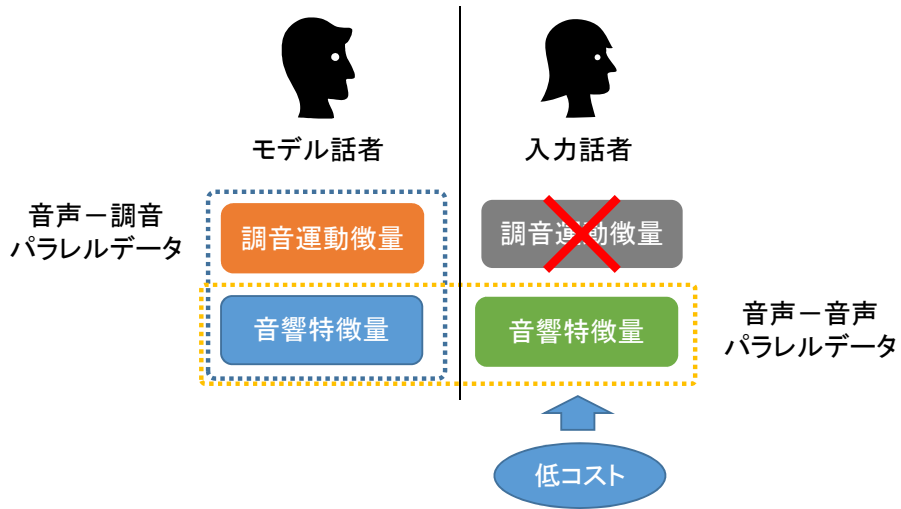 モデル話者
入力話者
音声－調音
パラレルデータ
調音運動徴量
調音運動徴量
音響特徴量
音響特徴量
音声－音声
パラレルデータ
低コスト